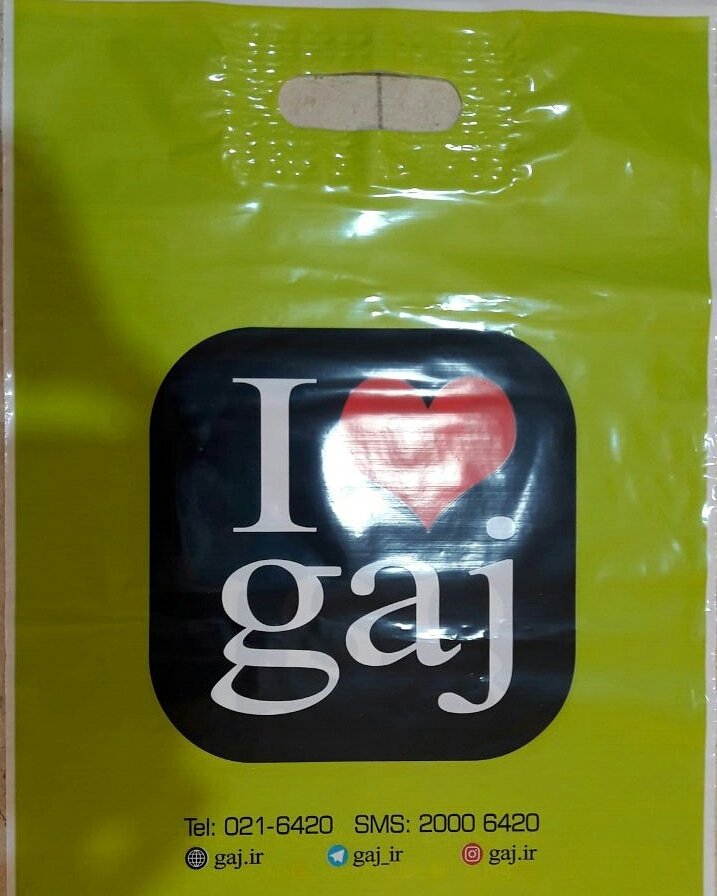 I ❤
gaj
Tel: 021-6420 SMS: 2000 6420
gaj.ir gaj_ir gaj.ir